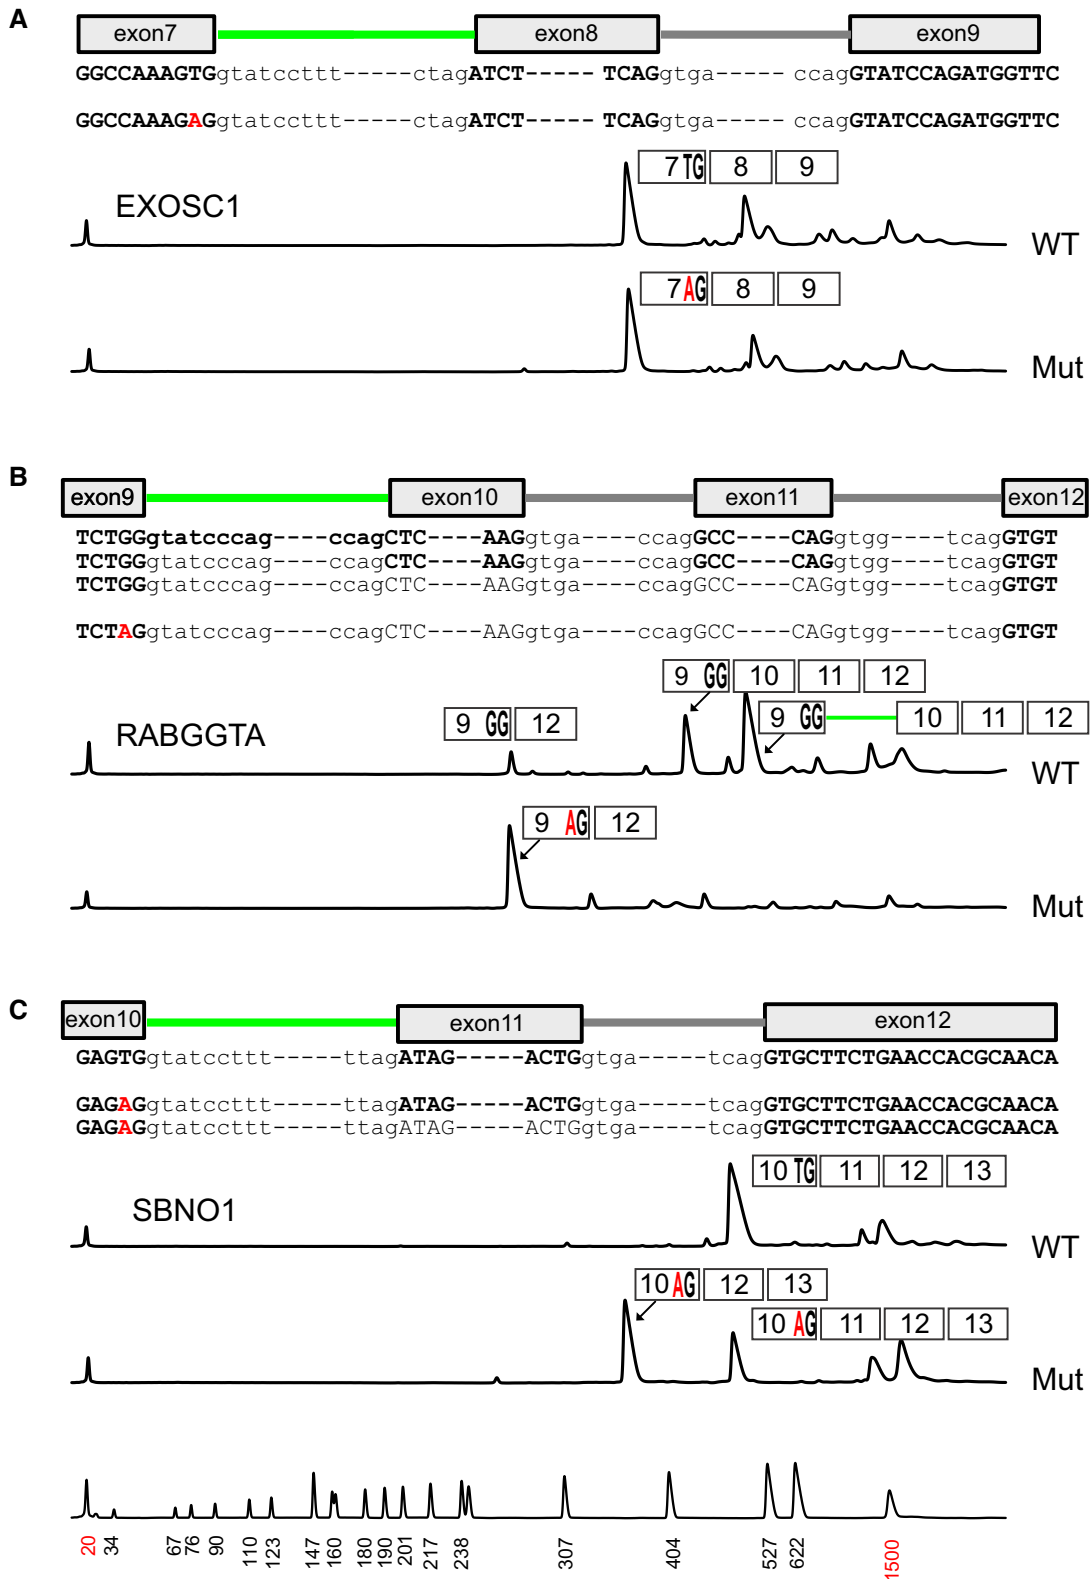 A
exon7 exon8 exon9
GGCCAAAGTGgtatccttt-----ctagATCT----- TCAGgtga----- ccagGTATCCAGATGGTTC
GGCCAAAGAGgtatccttt-----ctagATCT----- TCAGgtga----- ccagGTATCCAGATGGTTC
7 TG 8 9
EXOSC1
WT
7 AG 8 9
Mut
B
exon9 exon10 exon11 exon12
TCTGGgtatcccag----ccagCTC----AAGgtga----ccagGCC----CAGgtgg----tcagGTGT
TCTGGgtatcccag----ccagCTC----AAGgtga----ccagGCC----CAGgtgg----tcagGTGT
TCTGGgtatcccag----ccagCTC----AAGgtga----ccagGCC----CAGgtgg----tcagGTGT
TCTAGgtatcccag----ccagCTC----AAGgtga----ccagGCC----CAGgtgg----tcagGTGT
9 GG 10 11 12
9 GG 12
9 GG 10 11 12
RABGGTA
WT
9 AG 12
Mut
C
exon10 exon11 exon12
GAGTGgtatccttt-----ttagATAG-----ACTGgtga-----tcagGTGCTTCTGAACCACGCAACA
GAGAGgtatccttt-----ttagATAG-----ACTGgtga-----tcagGTGCTTCTGAACCACGCAACA
GAGAGgtatccttt-----ttagATAG-----ACTGgtga-----tcagGTGCTTCTGAACCACGCAACA
10 TG 11 12 13
SBNO1
WT
10 AG 12 13
10 AG 11 12 13
Mut
20 34 67 76 90 110 123 147 160 180 190 201 217 238 307 404 527 622 1500